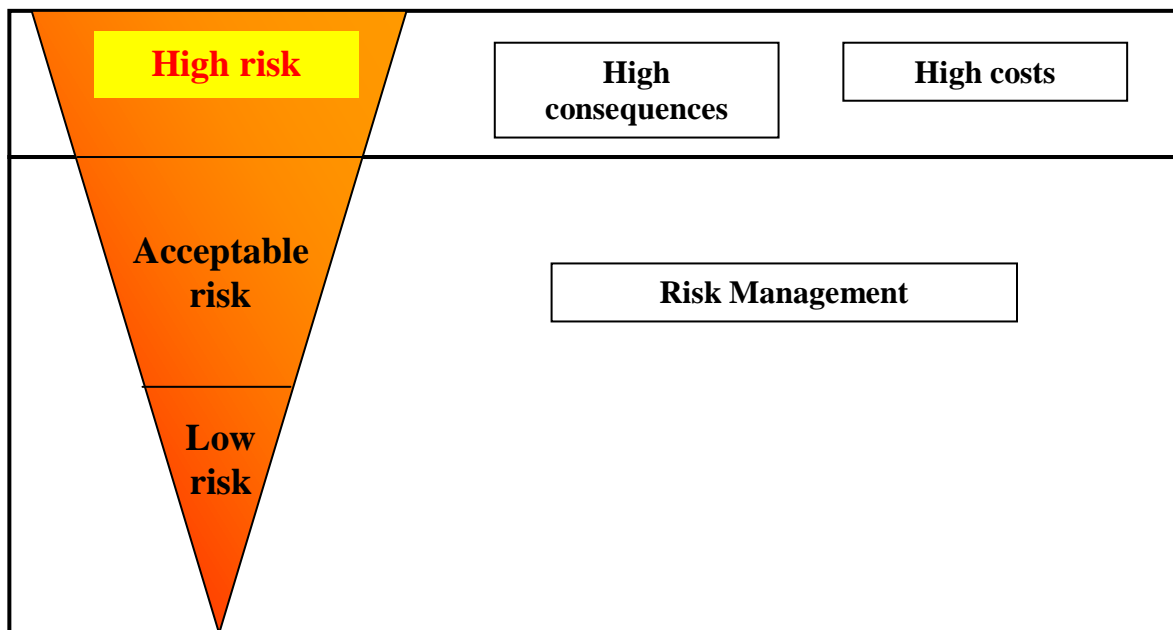 High risk
High
consequences
High costs
Acceptable
risk
Risk Management
Low
risk